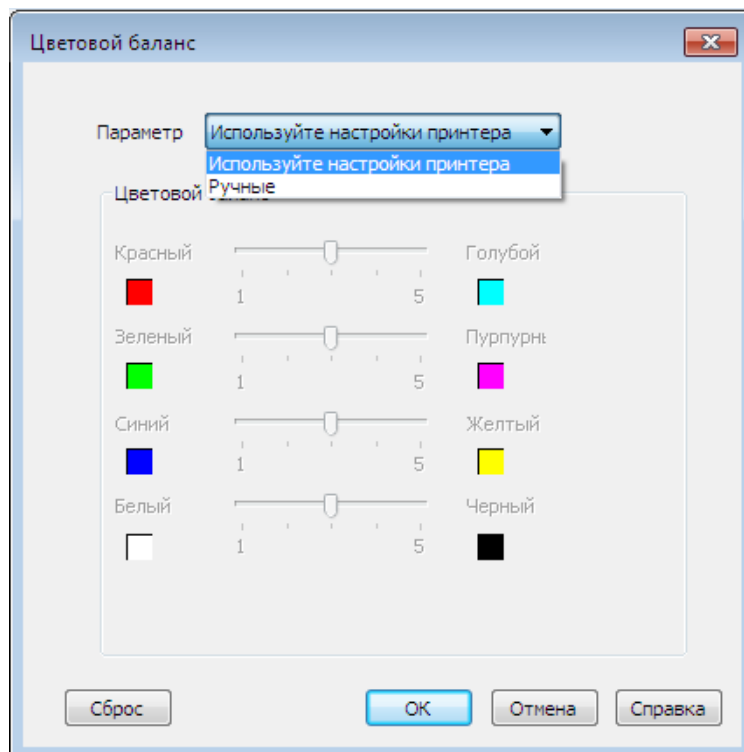 Цветовой баланс
Параметр Используйте настройки принтера
Используйте настройки принтера
Ручные
Цветовой
Красный Голубой
1 5
Зеленый Пурпурнь
1 5
Синий Желтый
1 5
Белый Черный
1 5
Сброс OK Отмена Справка